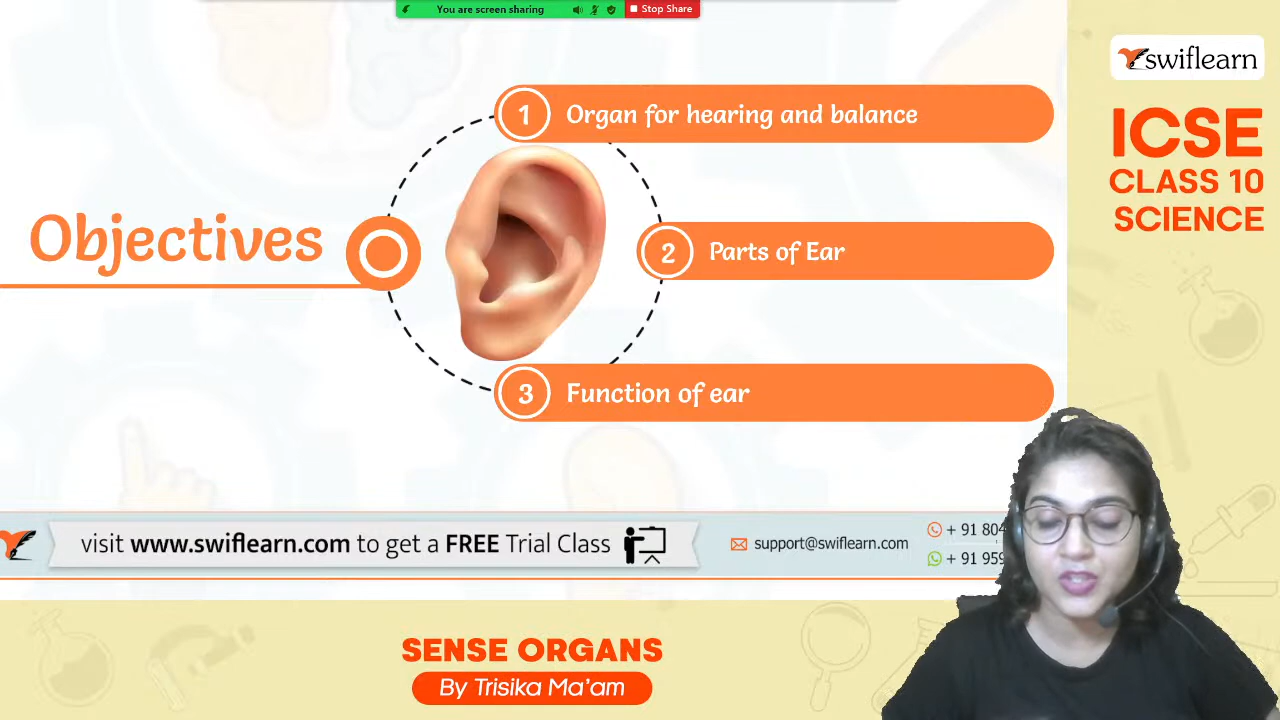 You are screen sharing
Stop Share
swiflearn
ICSE
CLASS 10
SCIENCE
Objectives
1 Organ for hearing and balance
2 Parts of Ear
3 Function of ear
visit www.swiflearn.com to get a FREE Trial Class
support@swiflearn.com
+ 91 804
+ 91 959
SENSE ORGANS
By Trisika Ma'am